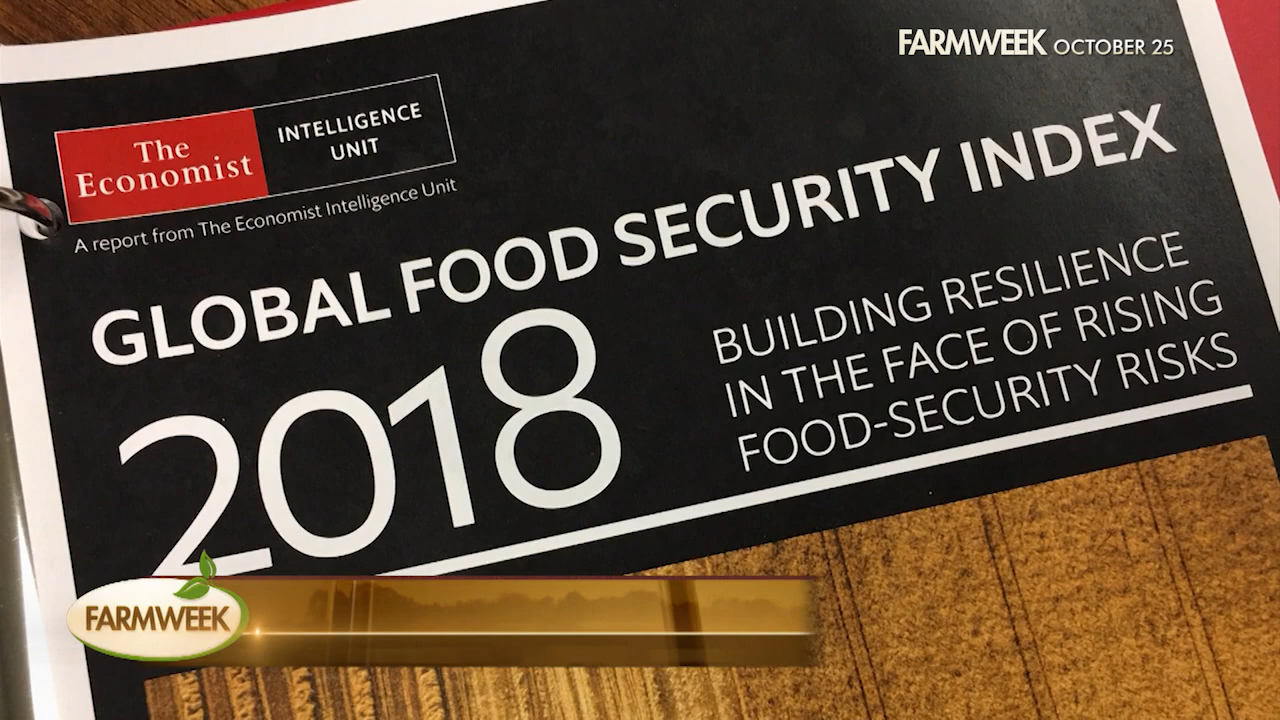 FARMWEEK OCTOBER 25
The
Economist
INTELLIGENCE
UNIT
A report from The Economist Intelligence Unit
GLOBAL FOOD SECURITY INDEX
2018
BUILDING RESILIENCE
IN THE FACE OF RISING
FOOD-SECURITY RISKS
FARMWEEK